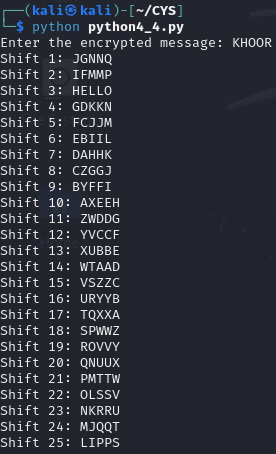 ┌──(kali㉿kali)-[~/CYS]
└─$ python python4_4.py
Enter the encrypted message: KHOOR
Shift 1: JGNNQ
Shift 2: IFMMP
Shift 3: HELLO
Shift 4: GDKKN
Shift 5: FCJJM
Shift 6: EBIIL
Shift 7: DAHHK
Shift 8: CZGGJ
Shift 9: BYFFI
Shift 10: AXEEH
Shift 11: ZWDDG
Shift 12: YVCCF
Shift 13: XUBBE
Shift 14: WTAAD
Shift 15: VSZZC
Shift 16: URYYB
Shift 17: TQXXA
Shift 18: SPWWZ
Shift 19: ROVVY
Shift 20: QNUUX
Shift 21: PMTTW
Shift 22: OLSSV
Shift 23: NKRRU
Shift 24: MJQQT
Shift 25: LIPPS